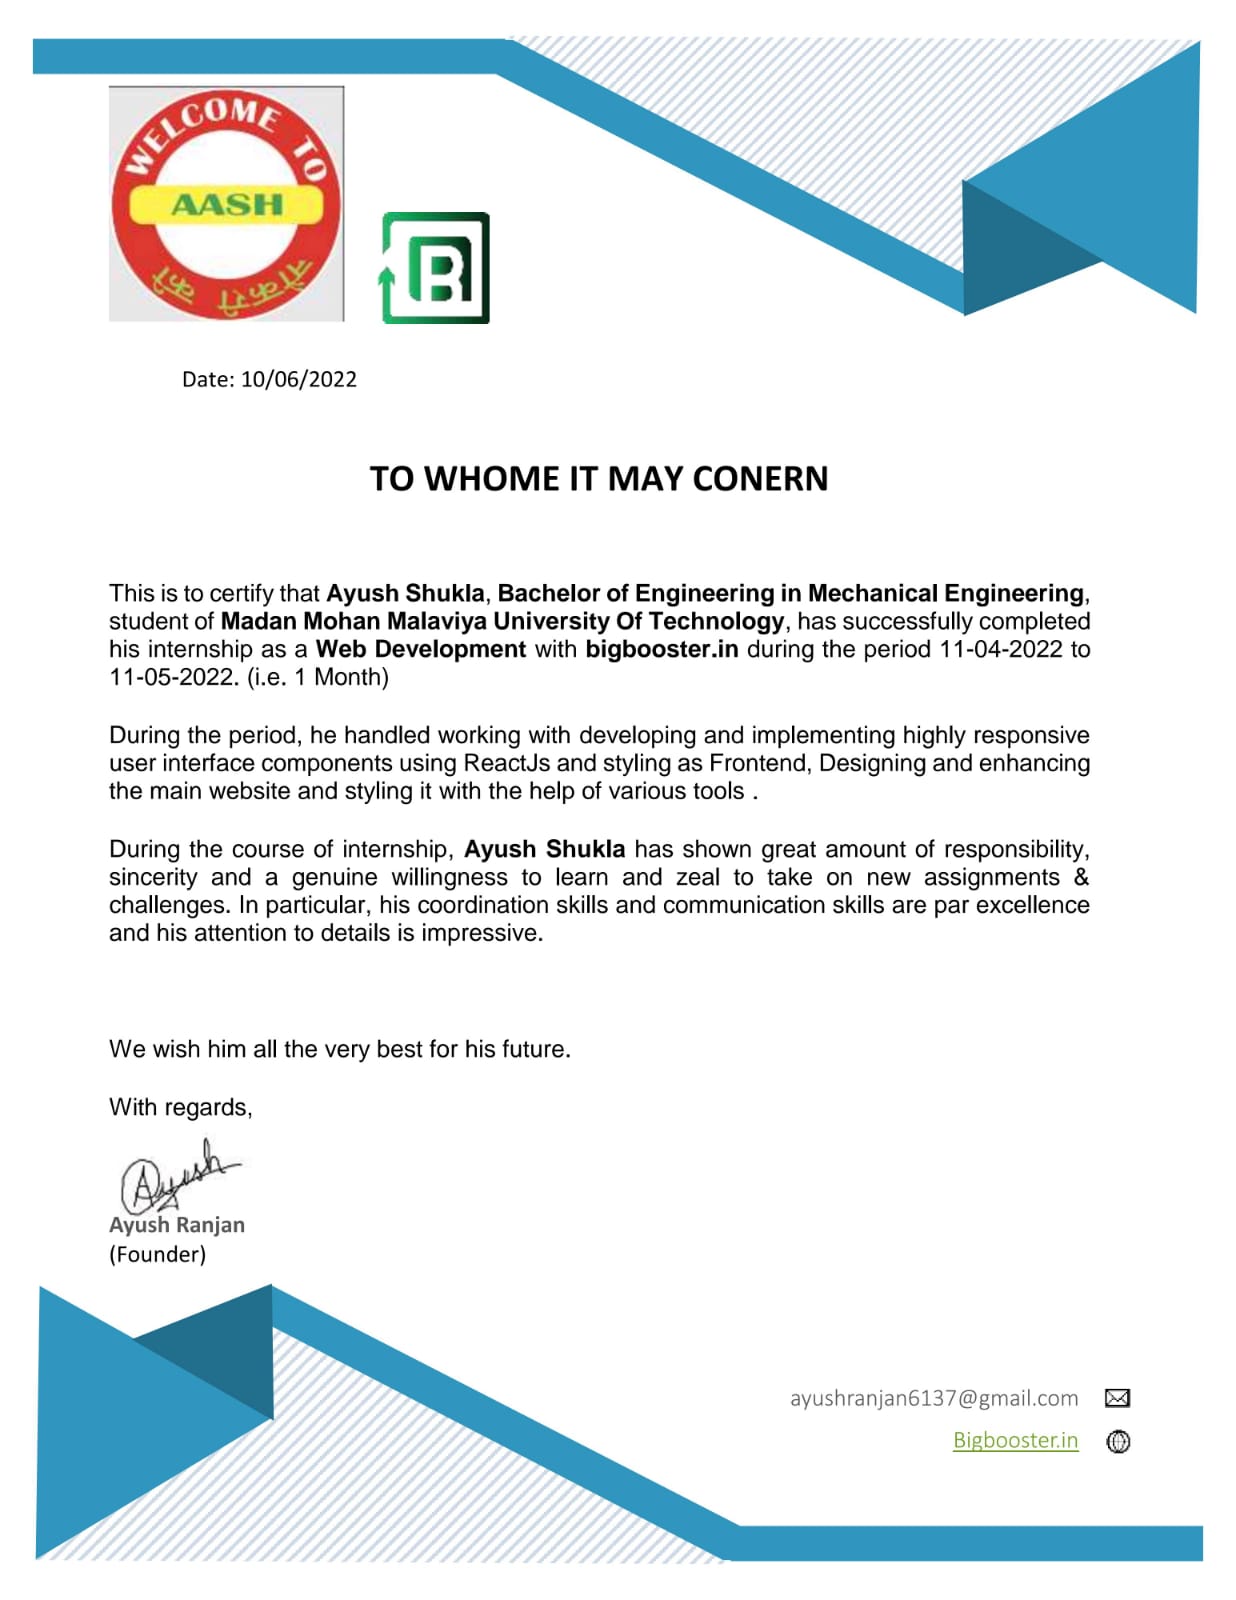 WELCOME TO
AASH
B
Date: 10/06/2022
TO WHOME IT MAY CONERN
This is to certify that Ayush Shukla, Bachelor of Engineering in Mechanical Engineering,
student of Madan Mohan Malaviya University Of Technology, has successfully completed
his internship as a Web Development with bigbooster.in during the period 11-04-2022 to
11-05-2022. (i.e. 1 Month)
During the period, he handled working with developing and implementing highly responsive
user interface components using ReactJs and styling as Frontend, Designing and enhancing
the main website and styling it with the help of various tools .
During the course of internship, Ayush Shukla has shown great amount of responsibility,
sincerity and a genuine willingness to learn and zeal to take on new assignments &
challenges. In particular, his coordination skills and communication skills are par excellence
and his attention to details is impressive.
We wish him all the very best for his future.
With regards,
Ayush
Ayush Ranjan
(Founder)
ayushranjan6137@gmail.com
Bigbooster.in